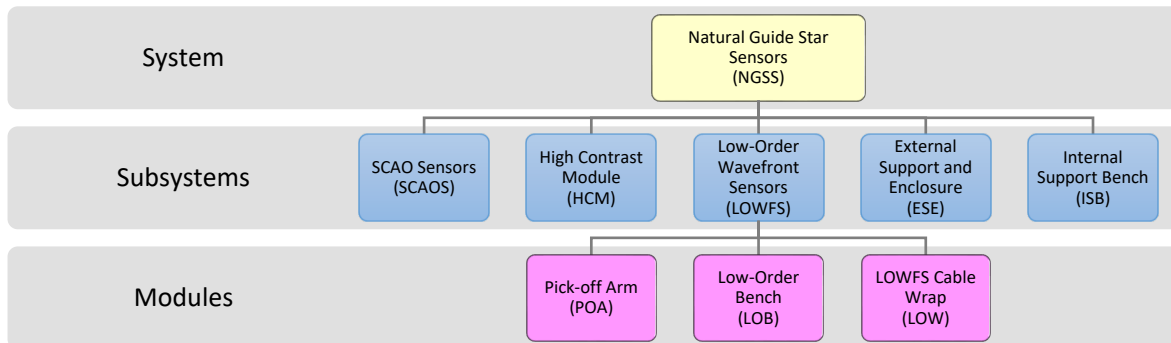 System
Natural Guide Star
Sensors
(NGSS)
Subsystems
SCAO Sensors
(SCAOS)
High Contrast
Module
(HCM)
Low-Order
Wavefront
Sensors
(LOWFS)
External
Support and
Enclosure
(ESE)
Internal
Support Bench
(ISB)
Modules
Pick-off Arm
(POA)
Low-Order
Bench
(LOB)
LOWFS Cable
Wrap
(LOW)